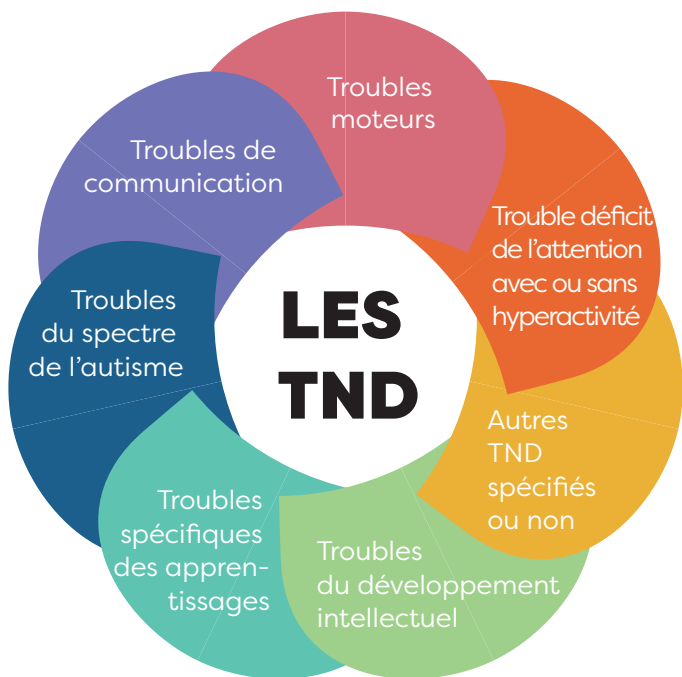 Troubles
moteurs
Trouble déficit
de l’attention
avec ou sans
hyperactivité
Autres
TND
spécifiés
ou non
Troubles
du développement
intellectuel
Troubles
spécifiques
des appren-
tissages
Troubles
du spectre
de l’autisme
Troubles de
communication
LES
TND